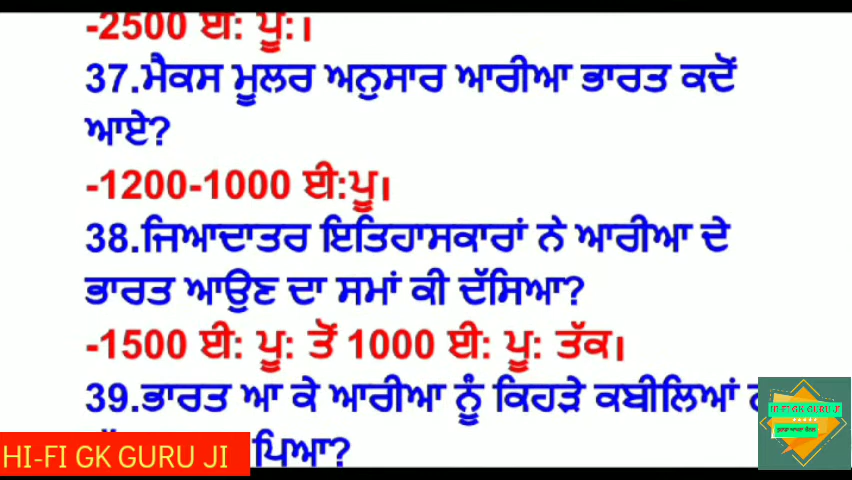 -2500 ਈ: ਪੂ:।
37.ਮੈਕਸ ਮੂਲਰ ਅਨੁਸਾਰ ਆਰੀਆ ਭਾਰਤ ਕਦੋਂ
ਆਏ?
-1200-1000 ਈ:ਪੂ।
38.ਜਿਆਦਾਤਰ ਇਤਿਹਾਸਕਾਰਾਂ ਨੇ ਆਰੀਆ ਦੇ
ਭਾਰਤ ਆਉਣ ਦਾ ਸਮਾਂ ਕੀ ਦੱਸਿਆ?
-1500 ਈ: ਪੂ: ਤੋਂ 1000 ਈ: ਪੂ: ਤੱਕ।
39.ਭਾਰਤ ਆ ਕੇ ਆਰੀਆ ਨੂੰ ਕਿਹੜੇ ਕਬੀਲਿਆਂ
ਪਿਆ?
HI-FI GK GURU JI
HI-FI GK GURU JI